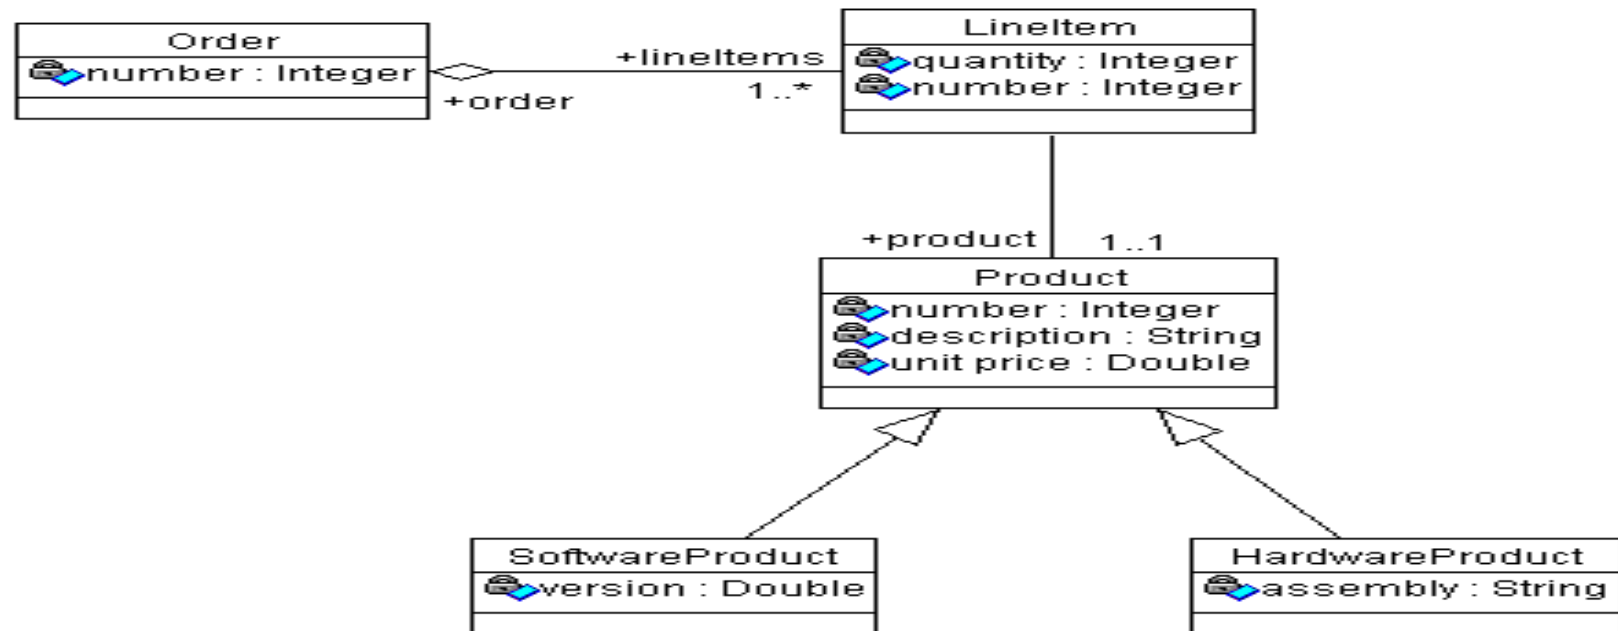 Order
number : Integer
+lineItems
1..*
+order
LineItem
quantity : Integer
number : Integer
+product
1..1
Product
number : Integer
description : String
unit price : Double
SoftwareProduct
version : Double
HardwareProduct
assembly : String